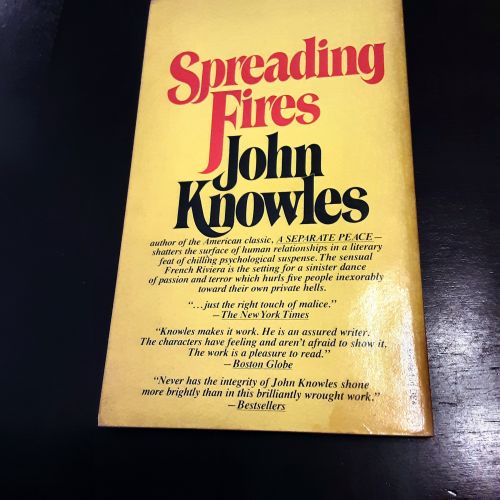 Spreading
Fires
John
Knowles
author of the American classic, A SEPARATE PEACE—
shatters the surface of human relationships in a literary
feat of chilling psychological suspense. The sensual
French Riviera is the setting for a sinister dance
of passion and terror which hurls five people inexorably
toward their own private hells.
“...just the right touch of malice.”
—The New York Times
“Knowles makes it work. He is an assured writer.
The characters have feeling and aren't afraid to show it.
The work is a pleasure to read.”
—Boston Globe
“Never has the integrity of John Knowles shone
more brightly than in this brilliantly wrought work.”
—Bestsellers